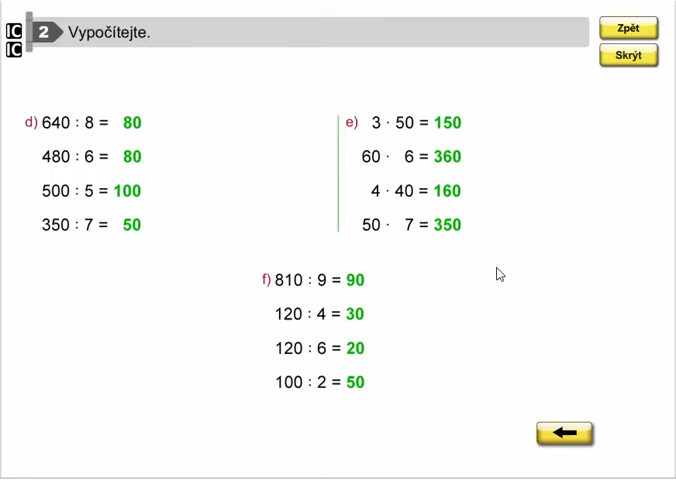 IC
IC
2 Vypočítejte.
Zpět
Skrýt
d) 640 : 8 = 80
480 : 6 = 80
500 : 5 = 100
350 : 7 = 50
e) 3 · 50 = 150
60 · 6 = 360
4 · 40 = 160
50 · 7 = 350
f) 810 : 9 = 90
120 : 4 = 30
120 : 6 = 20
100 : 2 = 50